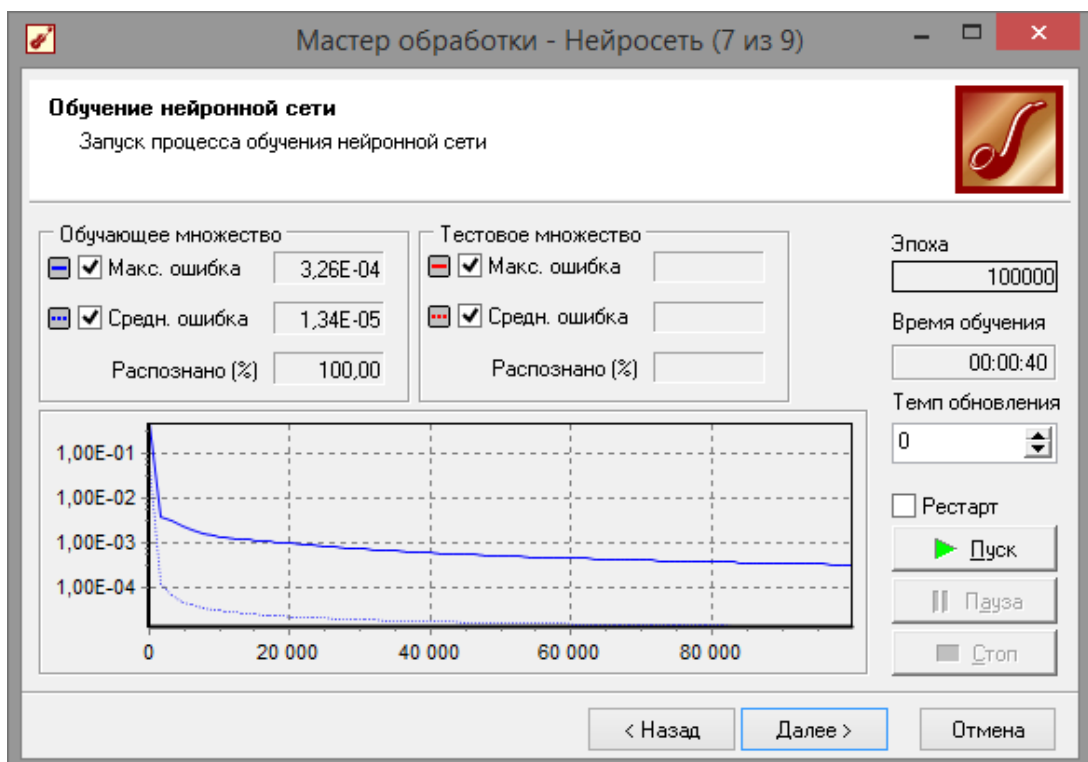 Мастер обработки - Нейросеть (7 из 9)
Обучение нейронной сети
Запуск процесса обучения нейронной сети
Обучающее множество
Макс. ошибка 3,26E-04
Средн. ошибка 1,34E-05
Распознано (%) 100,00
Тестовое множество
Макс. ошибка
Средн. ошибка
Распознано (%)
Эпоха
100000
Время обучения
00:00:40
Темп обновления
0
Рестарт
Пуск
Пауза
Стоп
1,00E-01
1,00E-02
1,00E-03
1,00E-04
0 20 000 40 000 60 000 80 000
< Назад Далее > Отмена